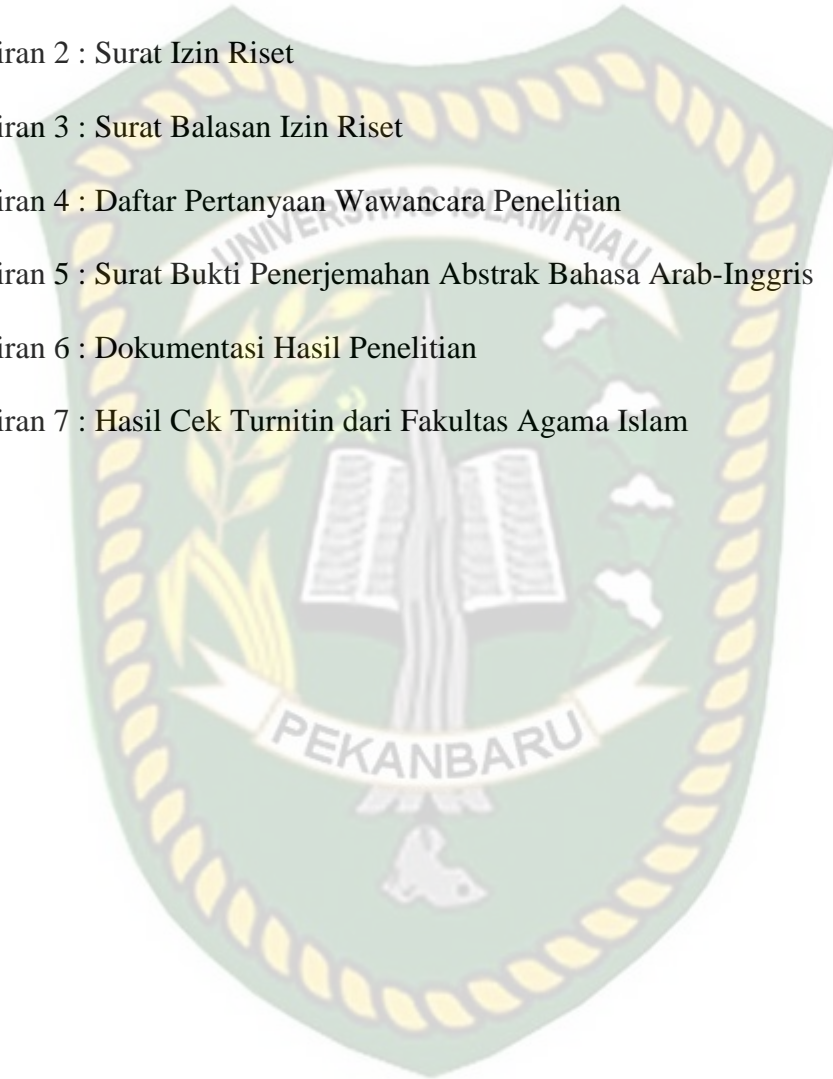 iran 2 : Surat Izin Riset
iran 3 : Surat Balasan Izin Riset
UNIVERSITAS ISLAM RIAU
iran 4 : Daftar Pertanyaan Wawancara Penelitian
iran 5 : Surat Bukti Penerjemahan Abstrak Bahasa Arab-Inggris
iran 6 : Dokumentasi Hasil Penelitian
iran 7 : Hasil Cek Turnitin dari Fakultas Agama Islam
PEKANBARU